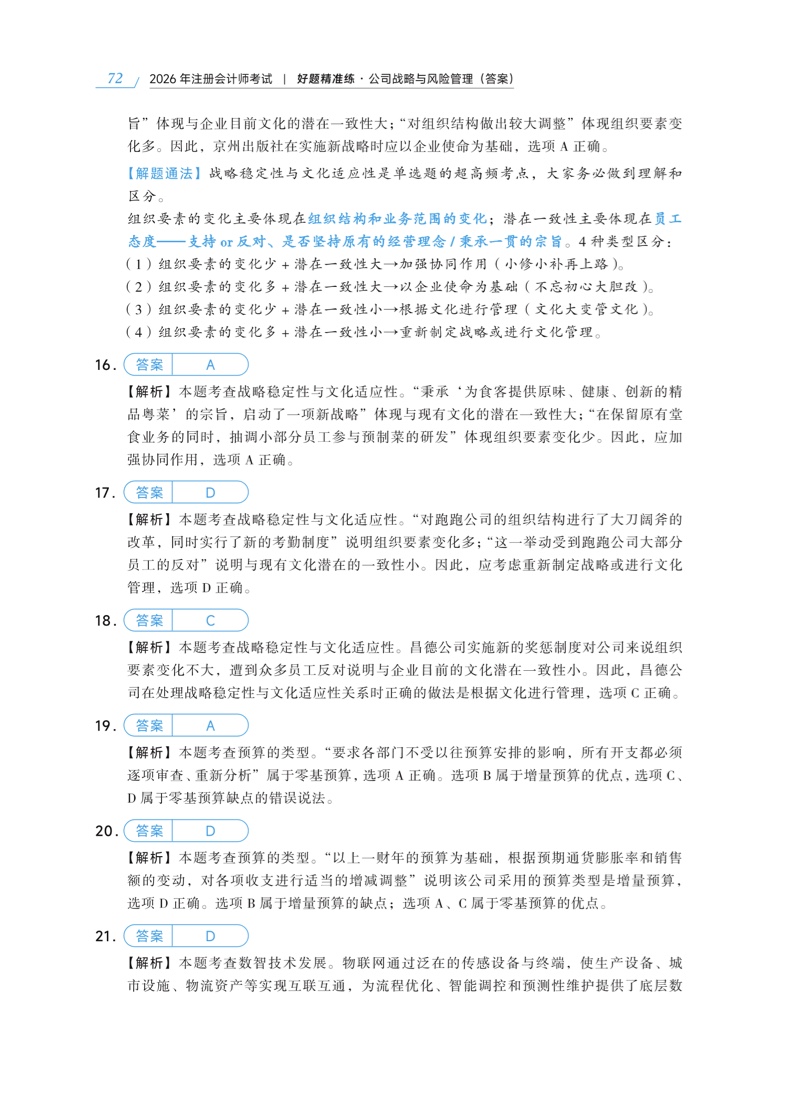 72 2026 年注册会计师考试 | 好题精准练·公司战略与风险管理（答案）
旨”体现与企业目前文化的潜在一致性大；“对组织结构做出较大调整”体现组织要素变
化多。因此，京州出版社在实施新战略时应以企业使命为基础，选项 A 正确。
【解题通法】战略稳定性与文化适应性是单选题的超高频考点，大家务必做到理解和
区分。
组织要素的变化主要体现在组织结构和业务范围的变化；潜在一致性主要体现在员工
态度——支持 or 反对、是否坚持原有的经营理念 / 秉承一贯的宗旨。4 种类型区分：
（1）组织要素的变化少 + 潜在一致性大→加强协同作用（小修小补再上路）。
（2）组织要素的变化多 + 潜在一致性大→以企业使命为基础（不忘初心大胆改）。
（3）组织要素的变化少 + 潜在一致性小→根据文化进行管理（文化大变管文化）。
（4）组织要素的变化多 + 潜在一致性小→重新制定战略或进行文化管理。
16. 答案 A
【解析】本题考查战略稳定性与文化适应性。“秉承‘为食客提供原味、健康、创新的精
品粤菜’的宗旨，启动了一项新战略”体现与现有文化的潜在一致性大；“在保留原有堂
食业务的同时，抽调小部分员工参与预制菜的研发”体现组织要素变化少。因此，应加
强协同作用，选项 A 正确。
17. 答案 D
【解析】本题考查战略稳定性与文化适应性。“对跑跑公司的组织结构进行了大刀阔斧的
改革，同时实行了新的考勤制度”说明组织要素变化多；“这一举动受到跑跑公司大部分
员工的反对”说明与现有文化潜在的一致性小。因此，应考虑重新制定战略或进行文化
管理，选项 D 正确。
18. 答案 C
【解析】本题考查战略稳定性与文化适应性。昌德公司实施新的奖惩制度对公司来说组织
要素变化不大，遭到众多员工反对说明与企业目前的文化潜在一致性小。因此，昌德公
司在处理战略稳定性与文化适应性关系时正确的做法是根据文化进行管理，选项 C 正确。
19. 答案 A
【解析】本题考查预算的类型。“要求各部门不受以往预算安排的影响，所有开支都必须
逐项审查、重新分析”属于零基预算，选项 A 正确。选项 B 属于增量预算的优点，选项 C、
D 属于零基预算缺点的错误说法。
20. 答案 D
【解析】本题考查预算的类型。“以上一财年的预算为基础，根据预期通货膨胀率和销售
额的变动，对各项收支进行适当的增减调整”说明该公司采用的预算类型是增量预算，
选项 D 正确。选项 B 属于增量预算的缺点；选项 A、C 属于零基预算的优点。
21. 答案 D
【解析】本题考查数智技术发展。物联网通过泛在的传感设备与终端，使生产设备、城
市设施、物流资产等实现互联互通，为流程优化、智能调控和预测性维护提供了底层数